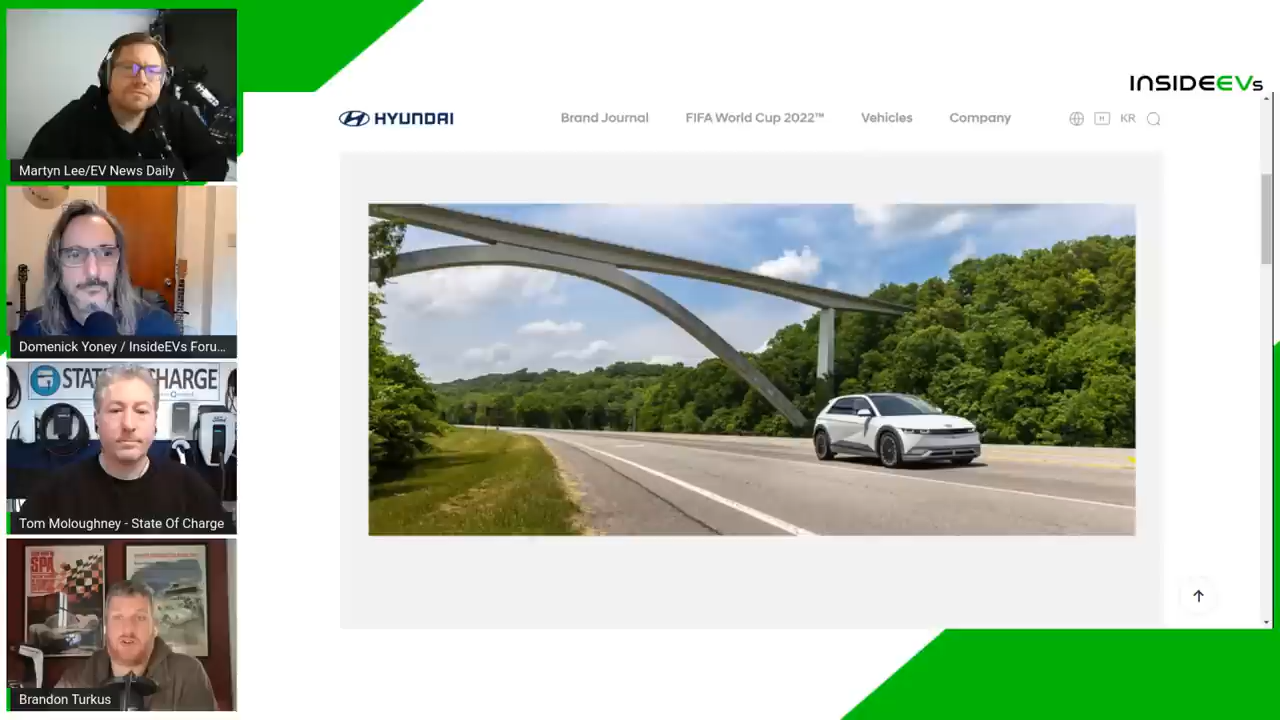 Martyn Lee/EV News Daily
Domenick Yoney / InsideEVs Foru...
STATE CHARGE
Tom Moloughney - State Of Charge
SPA
Brandon Turkus
INSIDEEVs
HYUNDAI
Brand Journal
FIFA World Cup 2022™
Vehicles
Company
KR